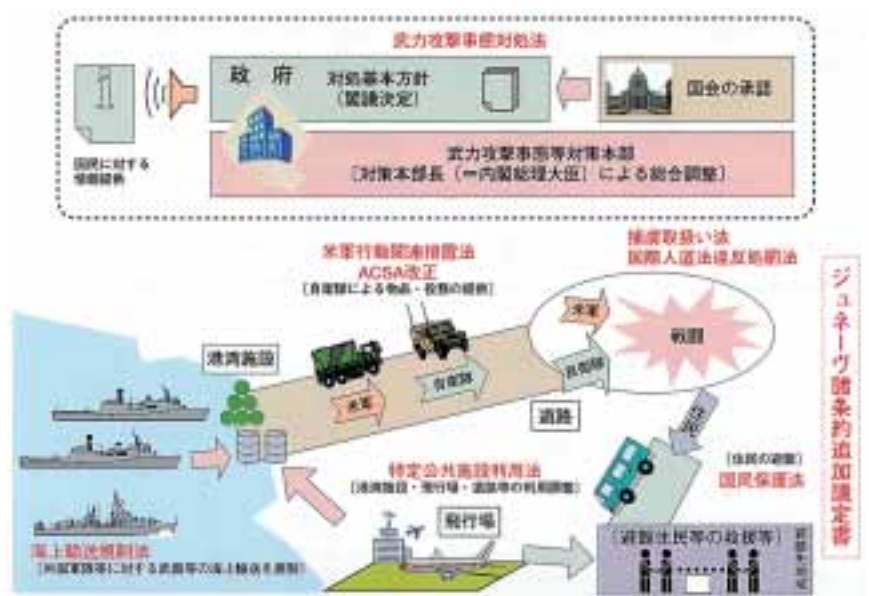 武力攻撃事態対処法
政 府
対処基本方針
(閣議決定)
国会の承認
国民に対する
情報提供
武力攻撃事態等対策本部
〔対策本部長(=内閣総理大臣)による総合調整〕
米軍行動関連措置法
ACSA改正
〔自衛隊による物品・役務の提供〕
捕虜取扱い法
国際人道法違反処罰法
ジュネーヴ諸条約追加議定書
米軍
戦闘
港湾施設
自衛隊
自衛隊
米軍
道路
住民
特定公共施設利用法
〔港湾施設・飛行場・道路等の利用調整〕
〔住民の避難〕
国民保護法
飛行場
〔避難住民等の救援等〕
海上輸送規制法
〔外国軍隊等に対する武器等の海上輸送を規制〕